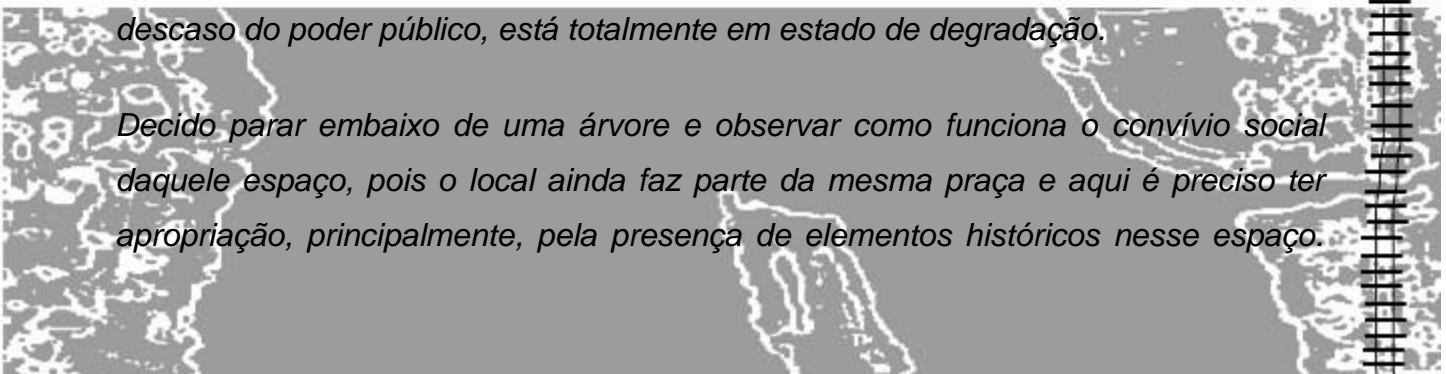 descaso do poder público, está totalmente em estado de degradação.
Decido parar embaixo de uma árvore e observar como funciona o convívio social
daquele espaço, pois o local ainda faz parte da mesma praça e aqui é preciso ter
apropriação, principalmente, pela presença de elementos históricos nesse espaço.